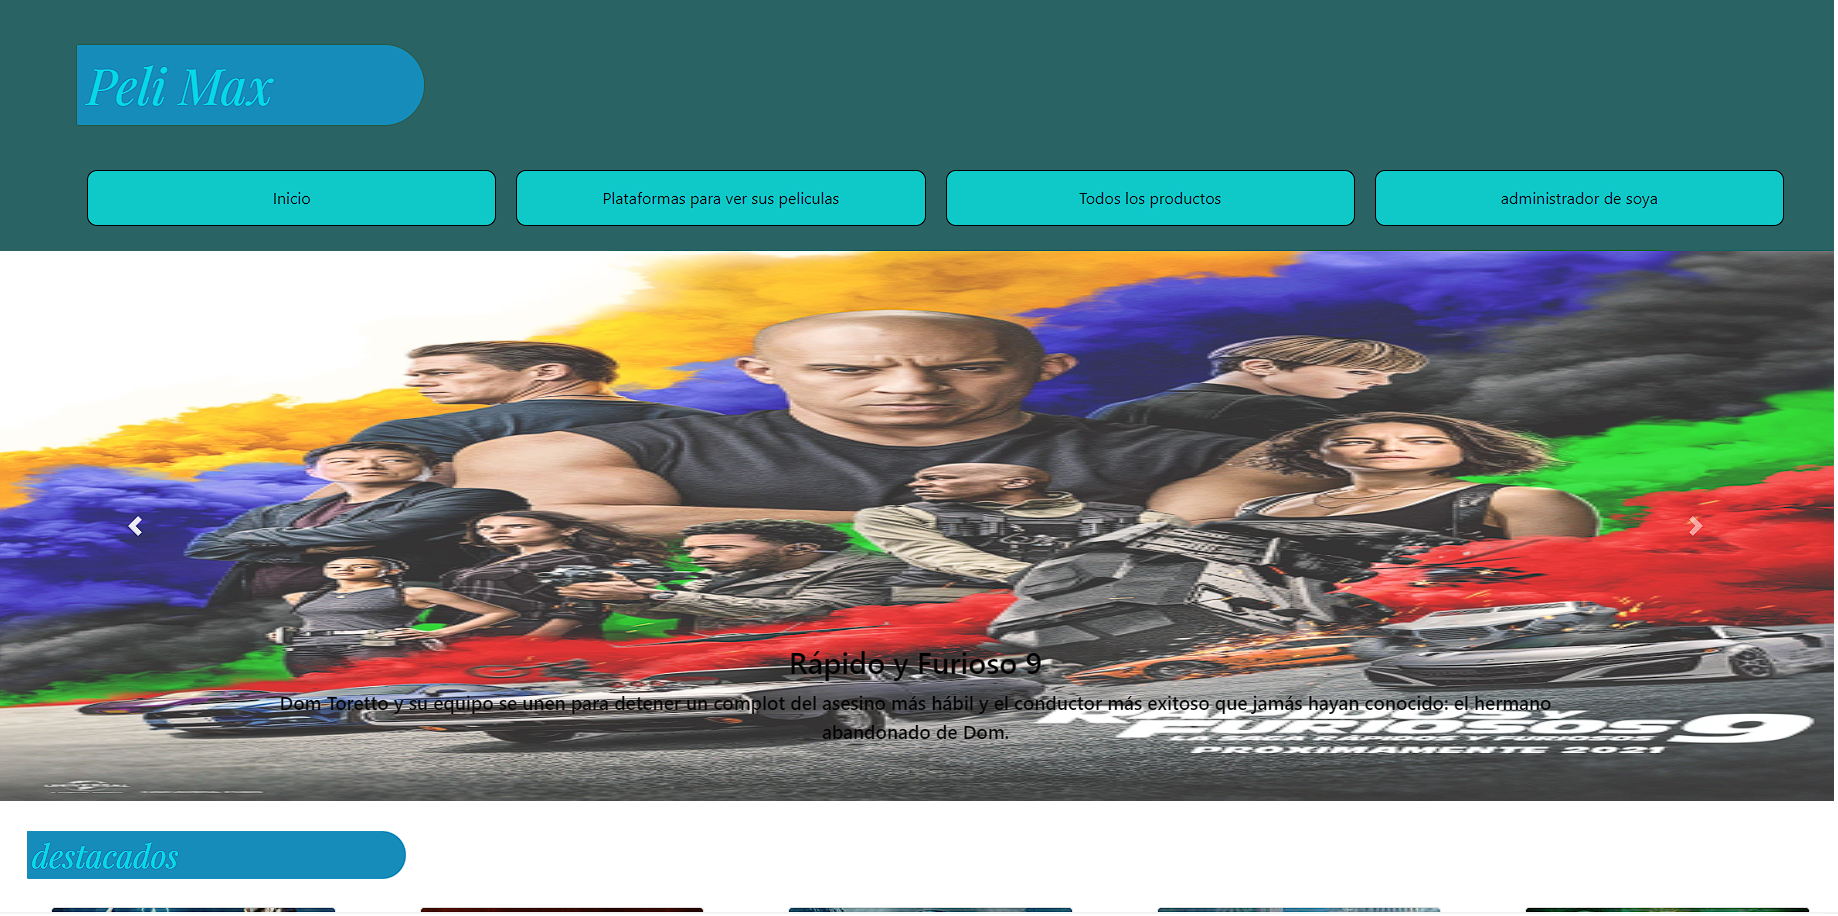 Peli Max
Inicio
Plataformas para ver sus peliculas
Todos los productos
administrador de soya
Rápido y Furioso 9
Dom Toretto y su equipo se unen para detener un complot del asesino más hábil y el conductor más exitoso que jamás hayan conocido: el hermano
abandonado de Dom.
FURIOSOS 9
PRÓXIMAMENTE 2021
destacados